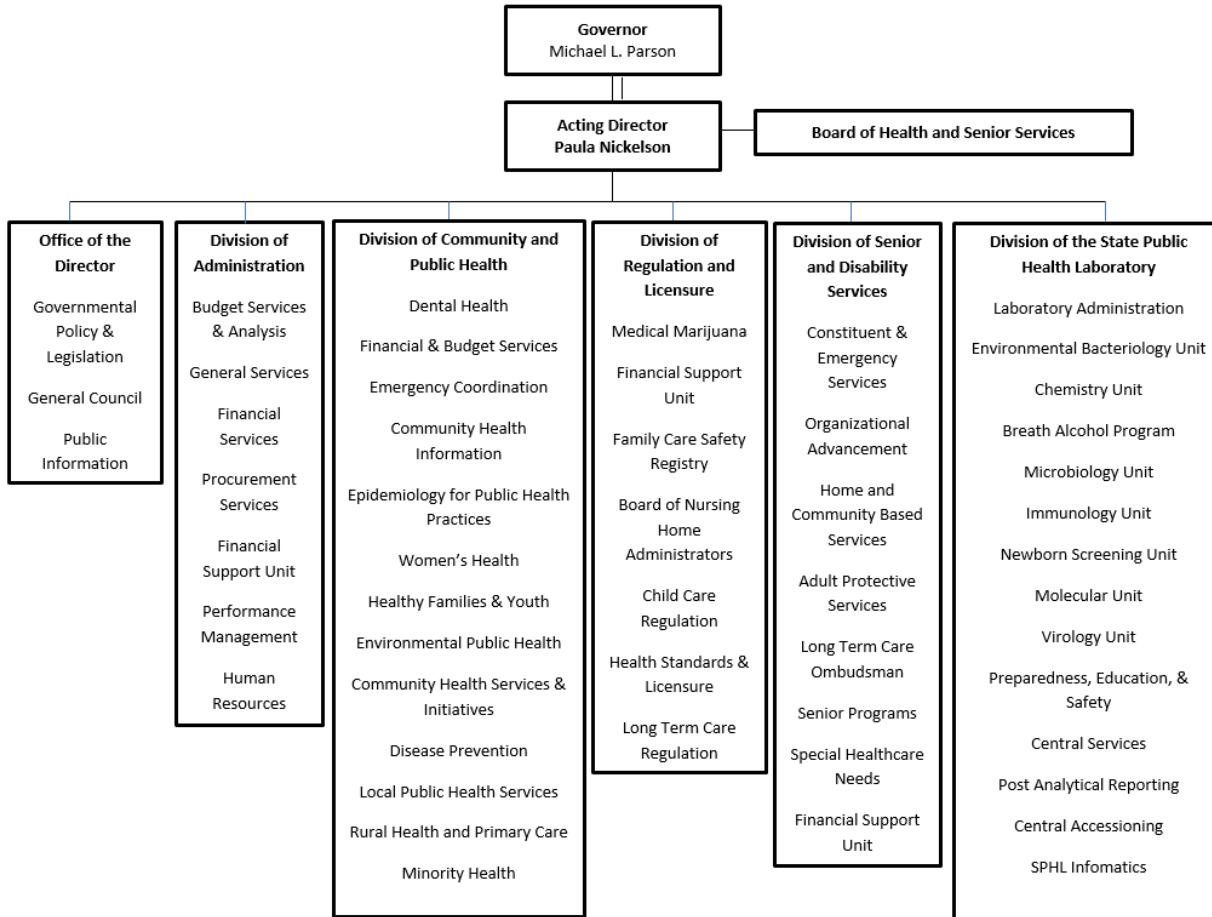 Governor
Michael L. Parson
Acting Director
Paula Nickelson
Board of Health and Senior Services
Office of the
Director
Governmental
Policy &
Legislation
General Council
Public
Information
Division of
Administration
Budget Services
& Analysis
General Services
Financial
Services
Procurement
Services
Financial
Support Unit
Performance
Management
Human
Resources
Division of Community and
Public Health
Dental Health
Financial & Budget Services
Emergency Coordination
Community Health
Information
Epidemiology for Public Health
Practices
Women’s Health
Healthy Families & Youth
Environmental Public Health
Community Health Services &
Initiatives
Disease Prevention
Local Public Health Services
Rural Health and Primary Care
Minority Health
Division of
Regulation and
Licensure
Medical Marijuana
Financial Support
Unit
Family Care Safety
Registry
Board of Nursing
Home
Administrators
Child Care
Regulation
Health Standards &
Licensure
Long Term Care
Regulation
Division of Senior
and Disability
Services
Constituent &
Emergency
Services
Organizational
Advancement
Home and
Community Based
Services
Adult Protective
Services
Long Term Care
Ombudsman
Senior Programs
Special Healthcare
Needs
Financial Support
Unit
Division of the State Public
Health Laboratory
Laboratory Administration
Environmental Bacteriology Unit
Chemistry Unit
Breath Alcohol Program
Microbiology Unit
Immunology Unit
Newborn Screening Unit
Molecular Unit
Virology Unit
Preparedness, Education, &
Safety
Central Services
Post Analytical Reporting
Central Accessioning
SPHL Infomatics